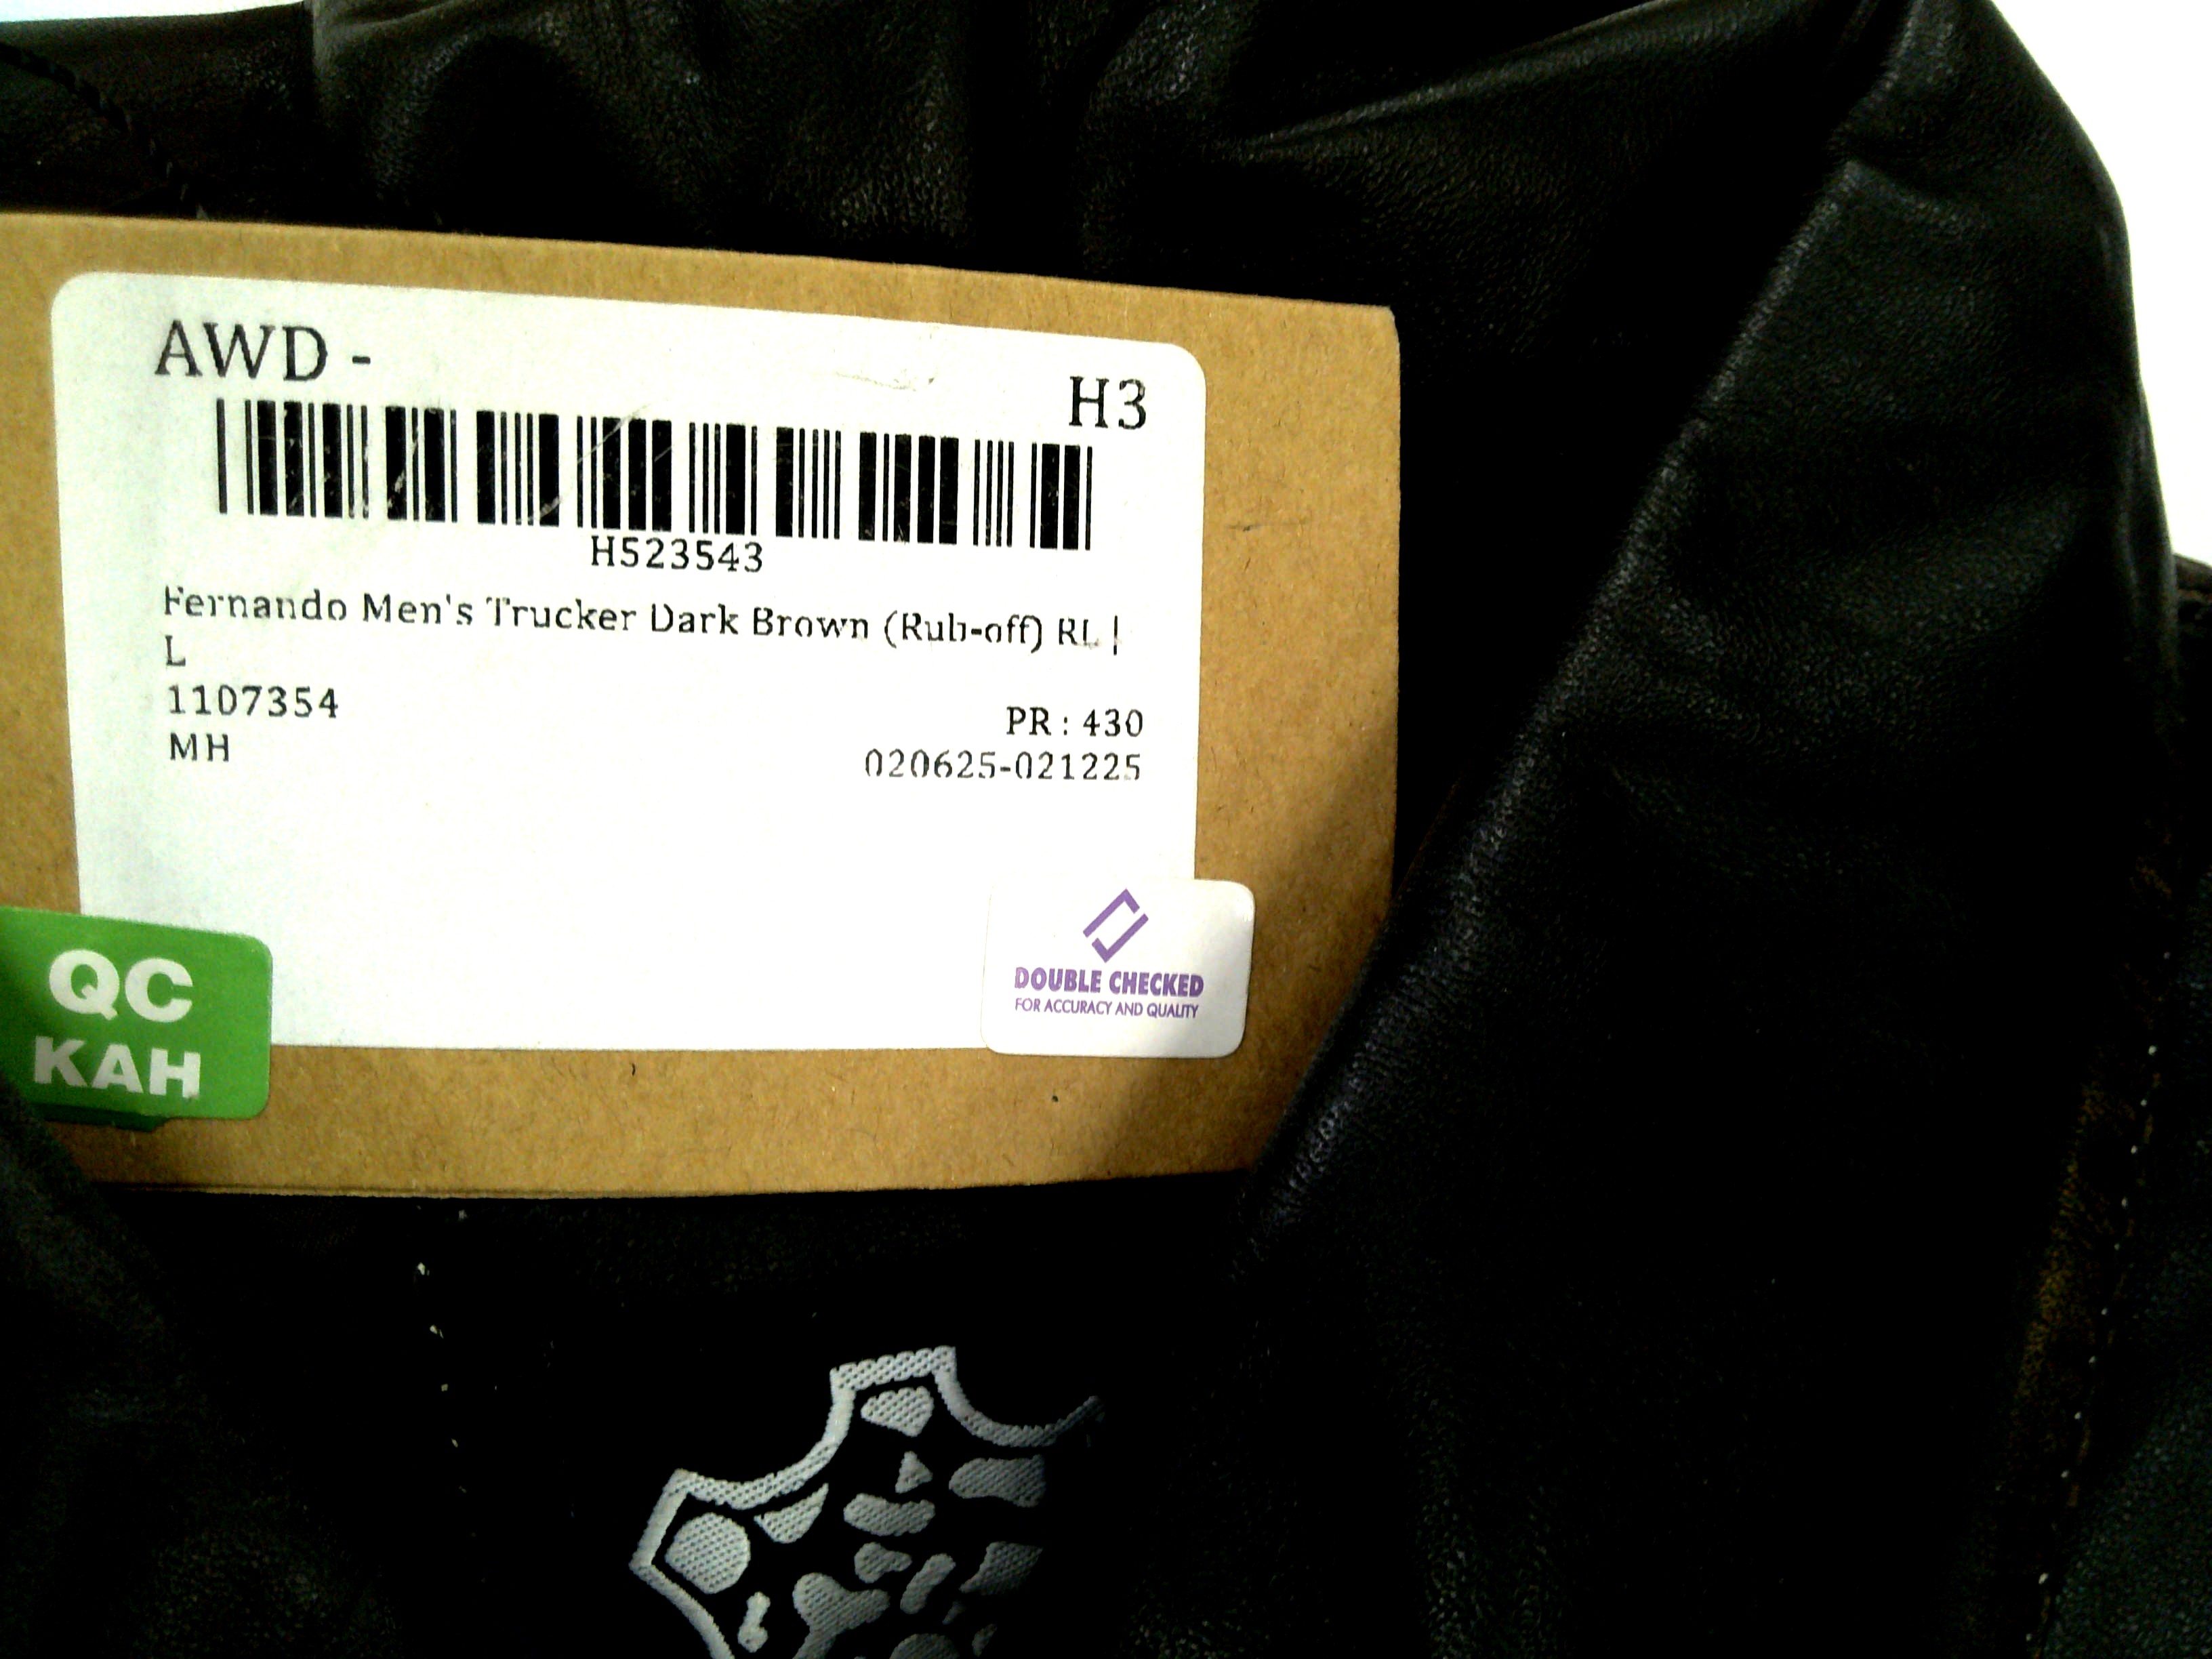 AWD -
H3
H523543
Fernando Men's Trucker Dark Brown (Rub-off) RL |
L
1107354
PR : 430
MH
020625-021225
QC
KAH
DOUBLE CHECKED
FOR ACCURACY AND QUALITY